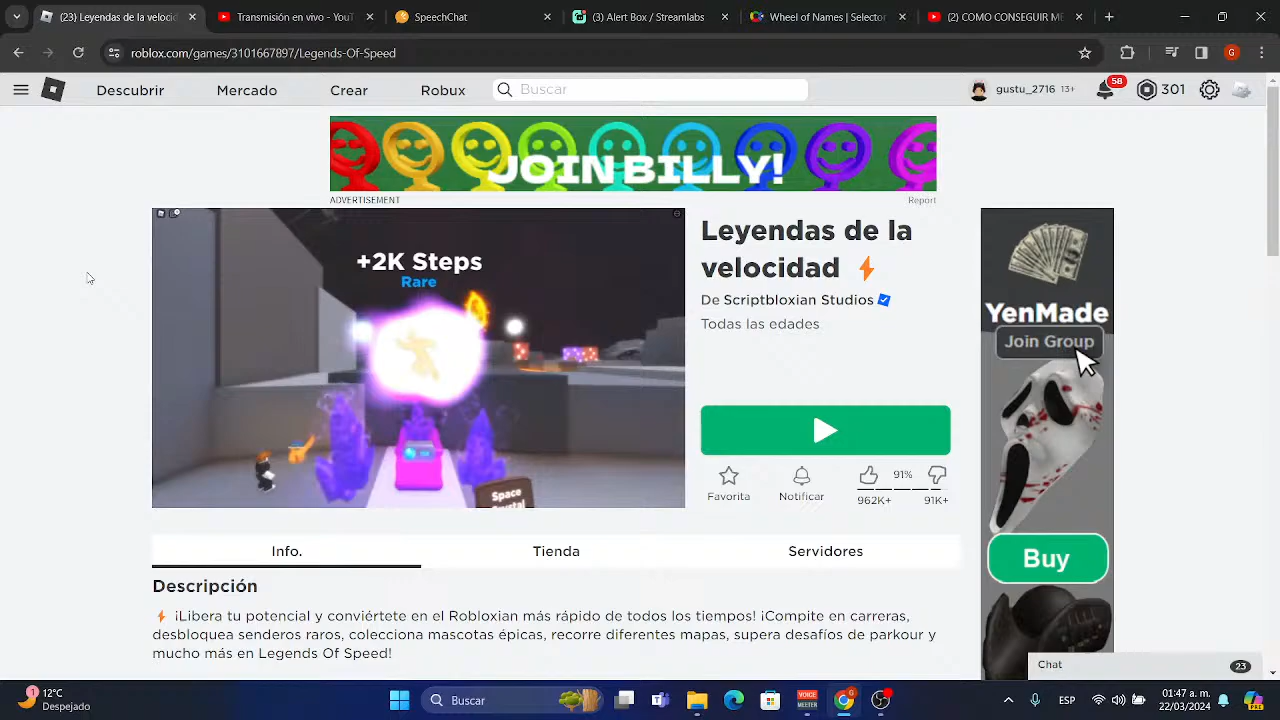 (3) 23 Leyendas de la velocid
Transmisión en vivo - YouT
SpeechChat
(3) Alert Box / Streamlabs
Wheel of Names | Selector
(2) COMO CONSEGUIR M
roblox.com/games/3101667897/Legends-Of-Speed
G
Descubrir
Mercado
Crear
Robux
Buscar
gustu_2716 13+
58
301
JOIN BILLY!
ADVERTISEMENT
Report
+2K Steps
Rare
Space
Crystal
Leyendas de la
velocidad
De Scriptbloxian Studios
Todas las edades
Favorita
Notificar
91%
962K+
91K+
YenMade
Join Group
Buy
Info.
Tienda
Servidores
Descripción
¡Libera tu potencial y conviértete en el Robloxian más rápido de todos los tiempos! ¡Compite en carreras,
desbloquea senderos raros, colecciona mascotas épicas, recorre diferentes mapas, supera desafíos de parkour y
mucho más en Legends Of Speed!
Chat
23
1
12°C
Despejado
Buscar
VOICE
MEETER
ESP
01:47 a. m.
22/03/2024